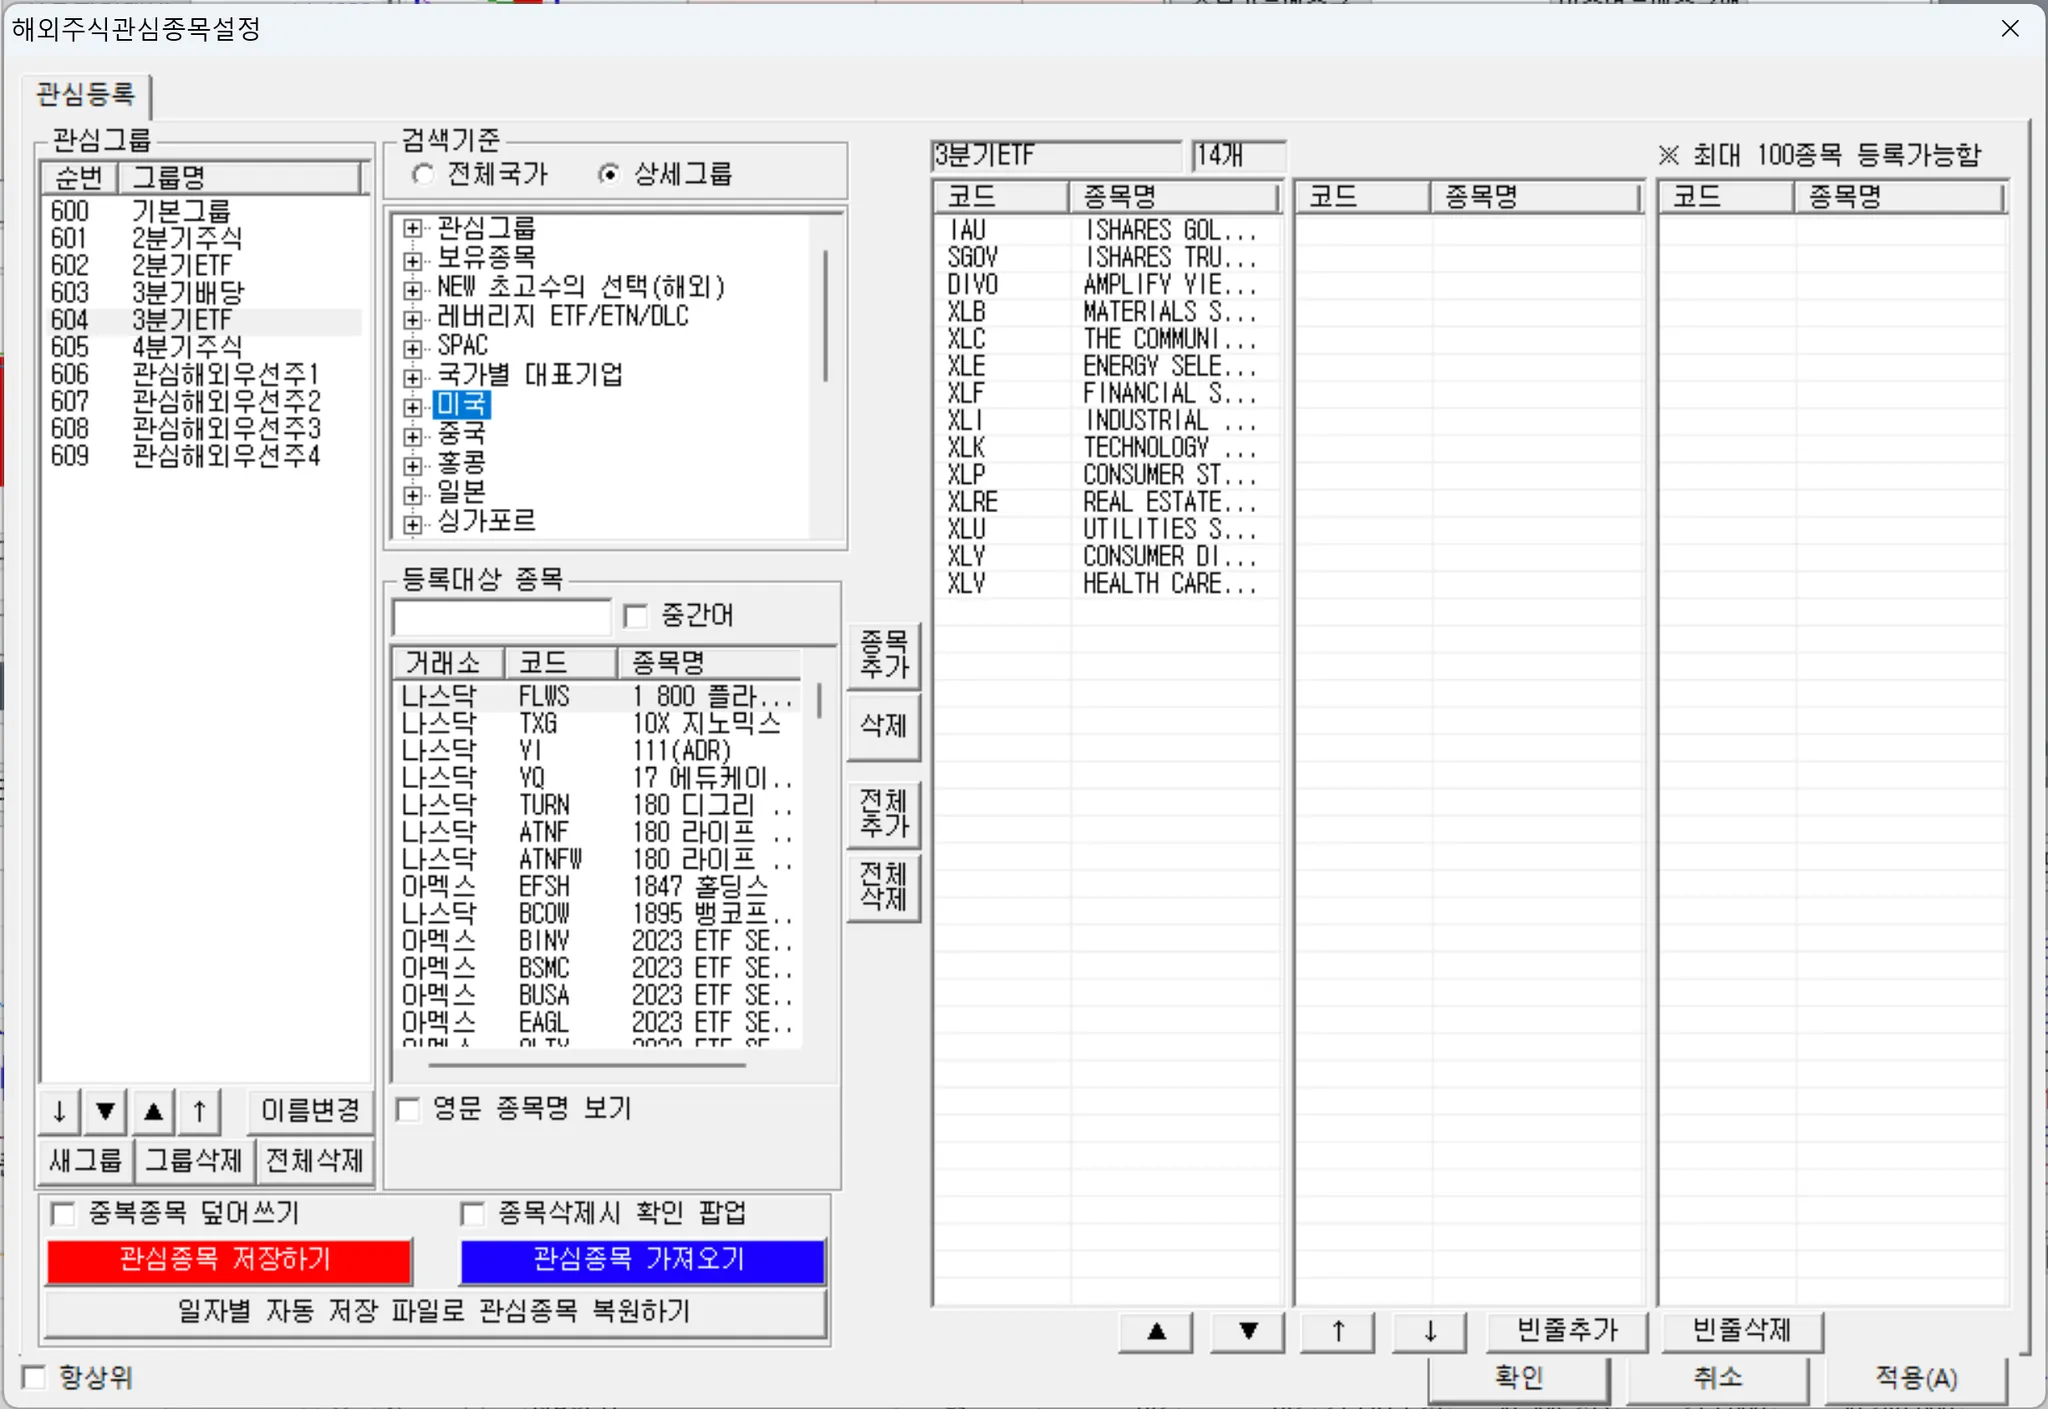 해외주식관심종목설정
관심등록
관심그룹
순번 그룹명
600 기본그룹
601 2분기주식
602 2분기ETF
603 3분기배당
604 3분기ETF
605 4분기주식
606 관심해외우선주1
607 관심해외우선주2
608 관심해외우선주3
609 관심해외우선주4
↓ ▼ ▲ ↑ 이름변경
새그룹 그룹삭제 전체삭제
검색기준
전체국가 상세그룹
관심그룹
보유종목
NEW 초고수의 선택(해외)
레버리지 ETF/ETN/DLC
SPAC
국가별 대표기업
미국
중국
홍콩
일본
싱가포르
등록대상 종목
중간어
거래소 코드 종목명
나스닥 FLWS 1 800 플라...
나스닥 TXG 10X 지노믹스
나스닥 YI 111(ADR)
나스닥 YQ 17 에듀케이..
나스닥 TURN 180 디그리 ..
나스닥 ATNF 180 라이프 ..
나스닥 ATNFW 180 라이프 ..
아멕스 EFSH 1847 홀딩스
나스닥 BCOW 1895 뱅코프..
아멕스 BINV 2023 ETF SE..
아멕스 BSMC 2023 ETF SE..
아멕스 BUSA 2023 ETF SE..
아멕스 EAGL 2023 ETF SE..
영문 종목명 보기
종목
추가
삭제
전체
추가
전체
삭제
3분기ETF 14개 ※ 최대 100종목 등록가능함
코드 종목명 코드 종목명 코드 종목명
IAU ISHARES GOL...
SGOV ISHARES TRU...
DIVO AMPLIFY VIE...
XLB MATERIALS S...
XLC THE COMMUNI...
XLE ENERGY SELE...
XLF FINANCIAL S...
XLI INDUSTRIAL ...
XLK TECHNOLOGY ...
XLP CONSUMER ST...
XLRE REAL ESTATE...
XLU UTILITIES S...
XLV CONSUMER DI...
XLV HEALTH CARE...
▲ ▼ ↑ ↓ 빈줄추가 빈줄삭제
중복종목 덮어쓰기 종목삭제시 확인 팝업
관심종목 저장하기 관심종목 가져오기
일자별 자동 저장 파일로 관심종목 복원하기
항상위
확인 취소 적용(A)